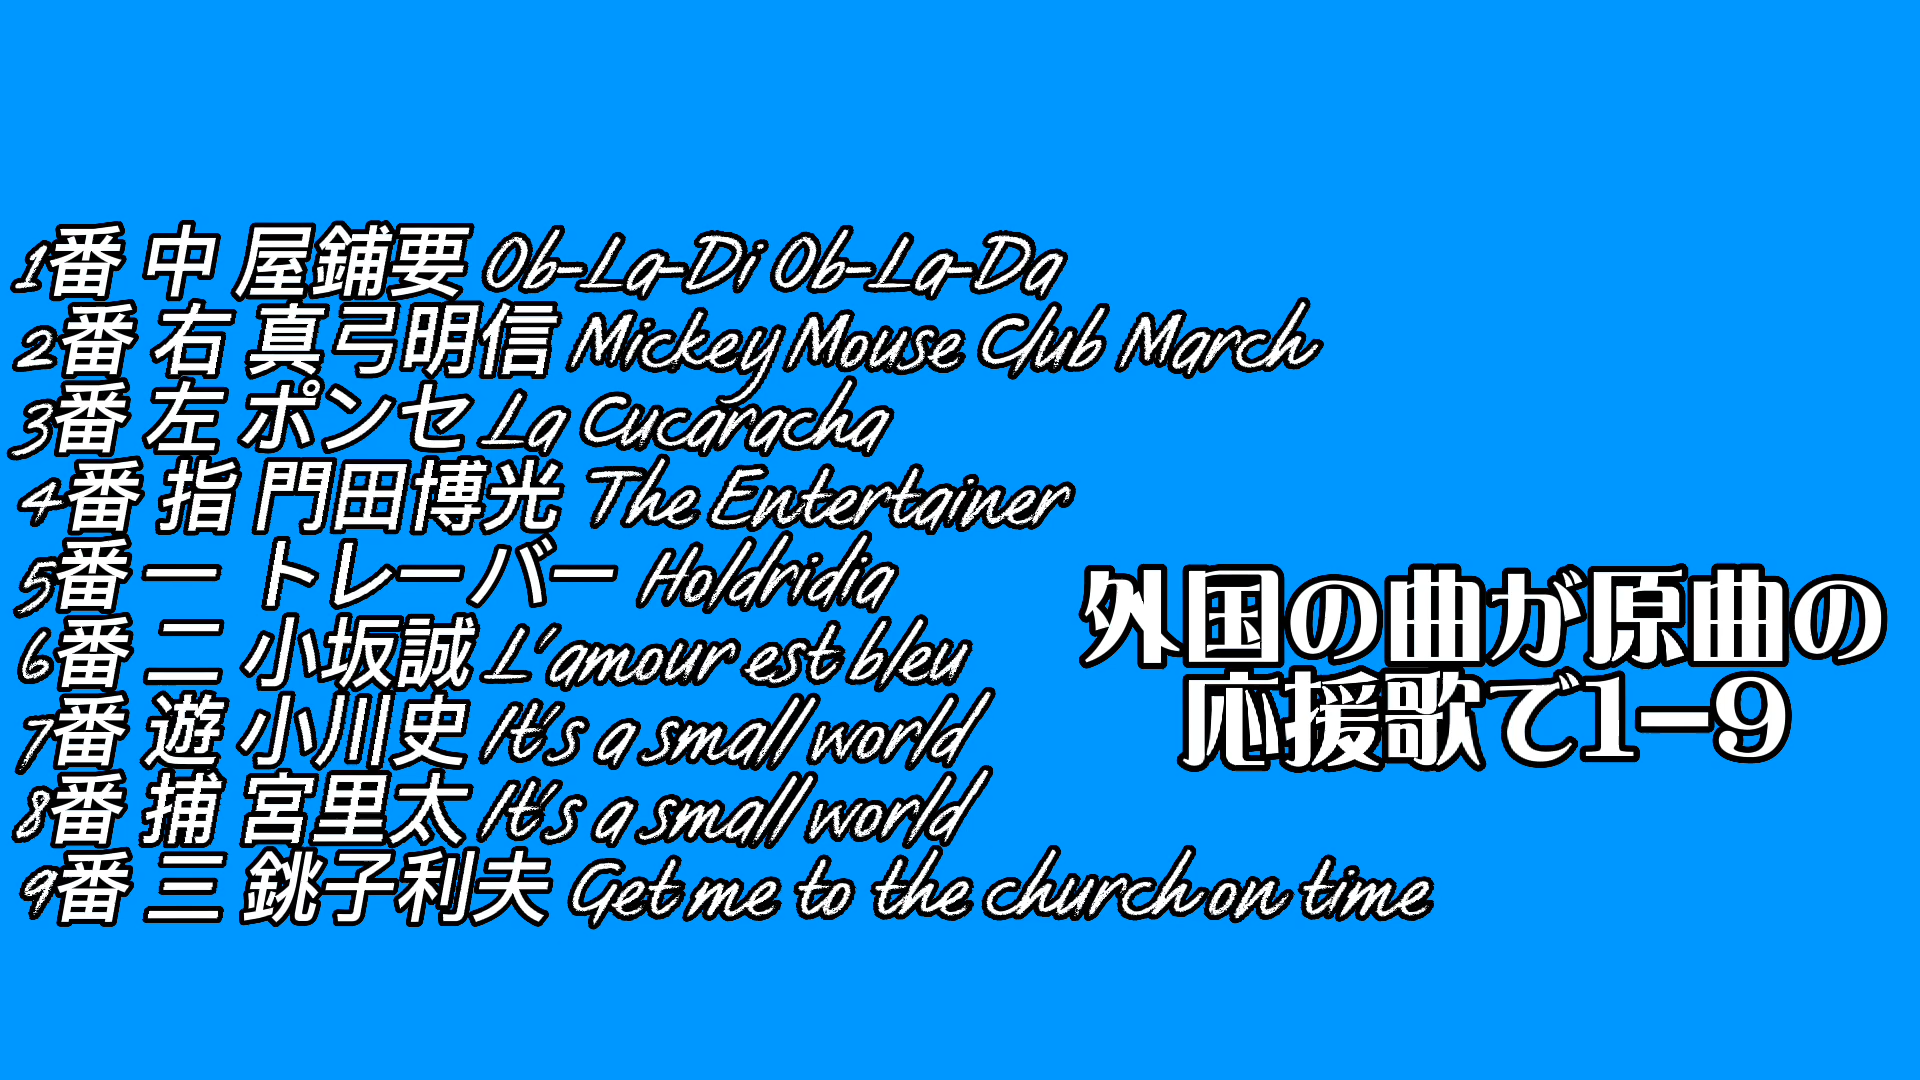 1番 中 屋鋪要 Ob-La-Di Ob-La-Da
2番 右 真弓明信 Mickey Mouse Club March
3番 左 ポンセ La Cucaracha
4番 指 門田博光 The Entertainer
5番 一 トレーバー Holdridia
6番 二 小坂誠 L'amour est bleu
7番 遊 小川史 It's a small world
8番 捕 宮里太 It's a small world
9番 三 銚子利夫 Get me to the church on time
外国の曲が原曲の
応援歌で1-9